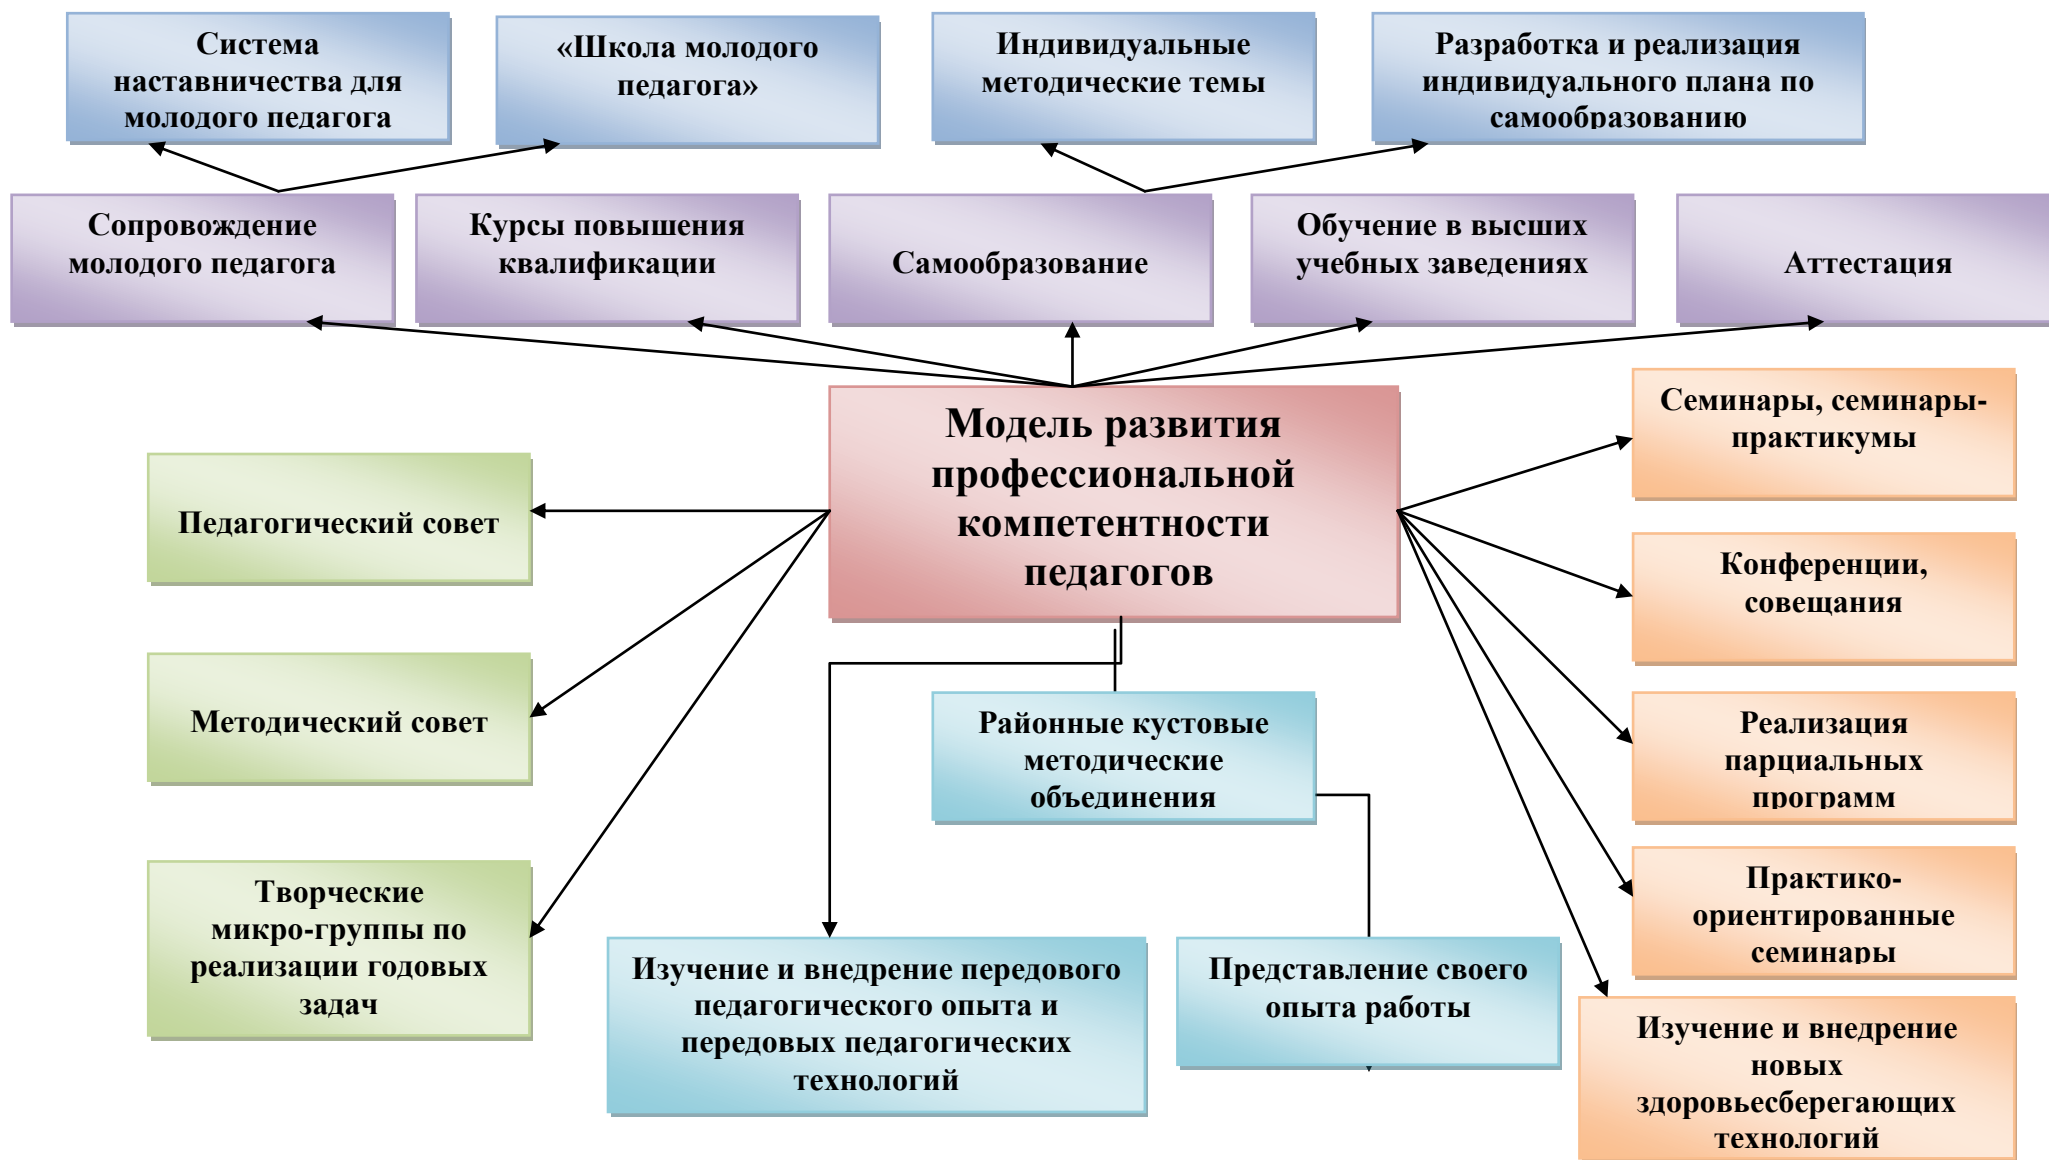 Система
наставничества для
молодого педагога
«Школа молодого
педагога»
Индивидуальные
методические темы
Разработка и реализация
индивидуального плана по
самообразованию
Сопровождение
молодого педагога
Курсы повышения
квалификации
Самообразование
Обучение в высших
учебных заведениях
Аттестация
Модель развития
профессиональной
компетентности
педагогов
Педагогический совет
Методический совет
Творческие
микро-группы по
реализации годовых
задач
Районные кустовые
методические
объединения
Изучение и внедрение передового
педагогического опыта и
передовых педагогических
технологий
Представление своего
опыта работы
Семинары, семинары-
практикумы
Конференции,
совещания
Реализация
парциальных
программ
Практико-
ориентированные
семинары
Изучение и внедрение
новых
здоровьесберегающих
технологий